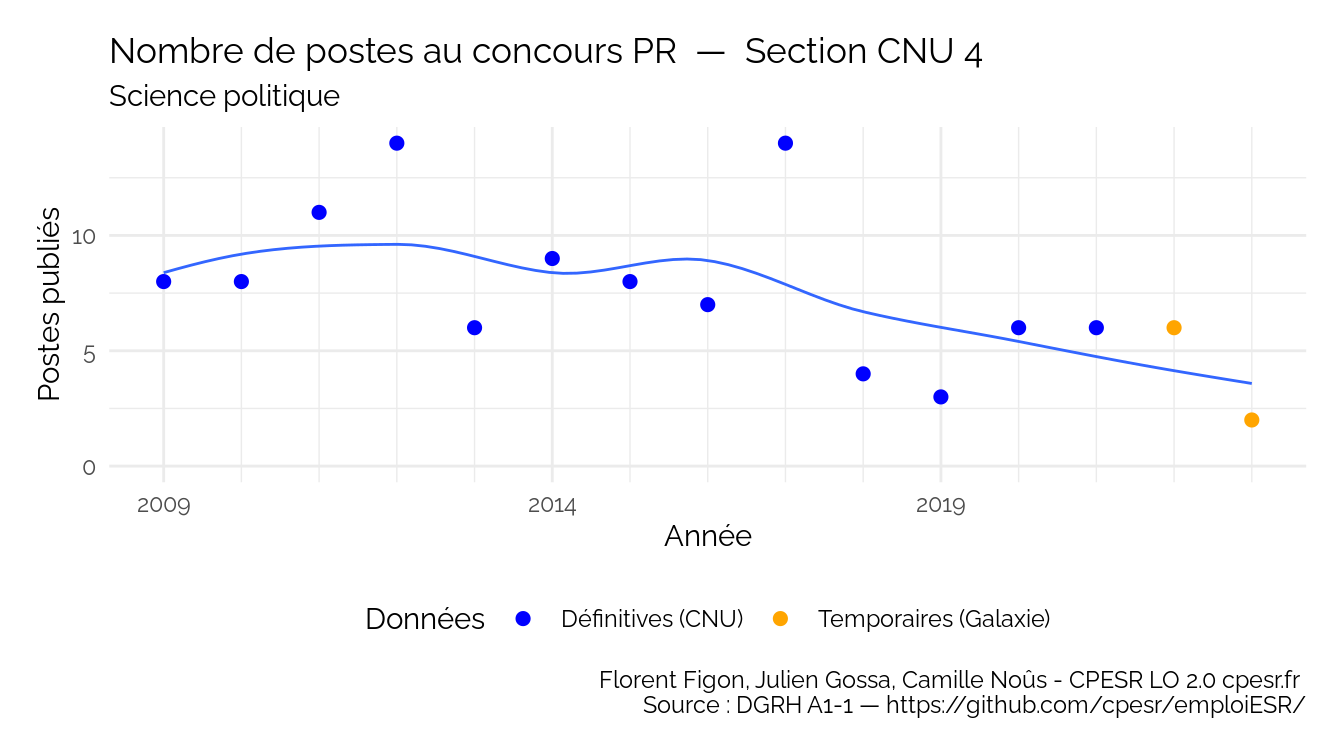 Nombre de postes au concours PR — Section CNU 4
Science politique
Postes publiés
10
5
0
2009
2014
2019
Année
Données
Définitives (CNU)
Temporaires (Galaxie)
Florent Figon, Julien Gossa, Camille Noûs - CPESR LO 2.0 cpesr.fr
Source : DGRH A1-1 — https://github.com/cpesr/emploiESR/